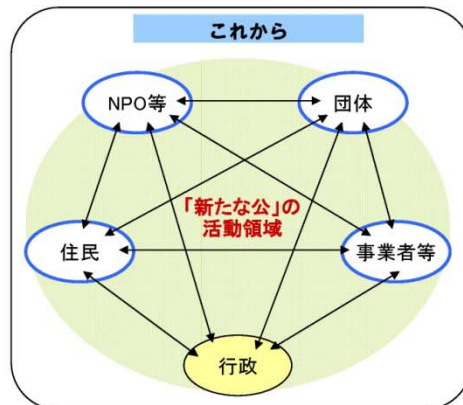 これから
NPO等
団体
「新たな公」の
活動領域
住民
事業者等
行政